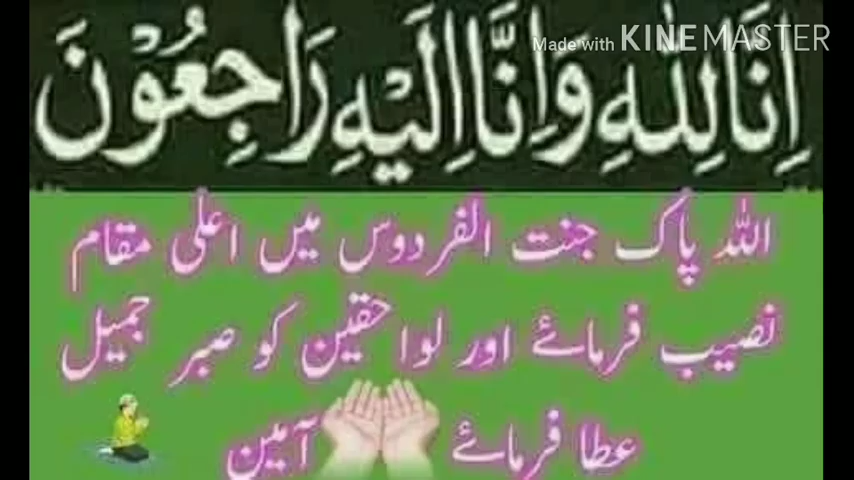 Made with KINEMASTER
اِنَّا لِلّٰهِ وَاِنَّا اِلَيْهِ رَاجِعُوْنَ
اللہ پاک جنت الفردوس میں اعلٰی مقام
نصیب فرمائے اور لواحقین کو صبر جمیل
عطا فرمائے آمین